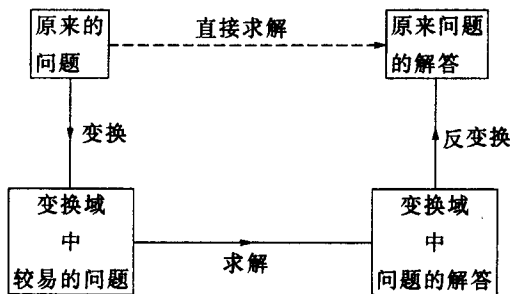 原来的
问题
直接求解
原来问题
的解答
变换
反变换
变换域
中
较易的问题
求解
变换域
中
问题的解答